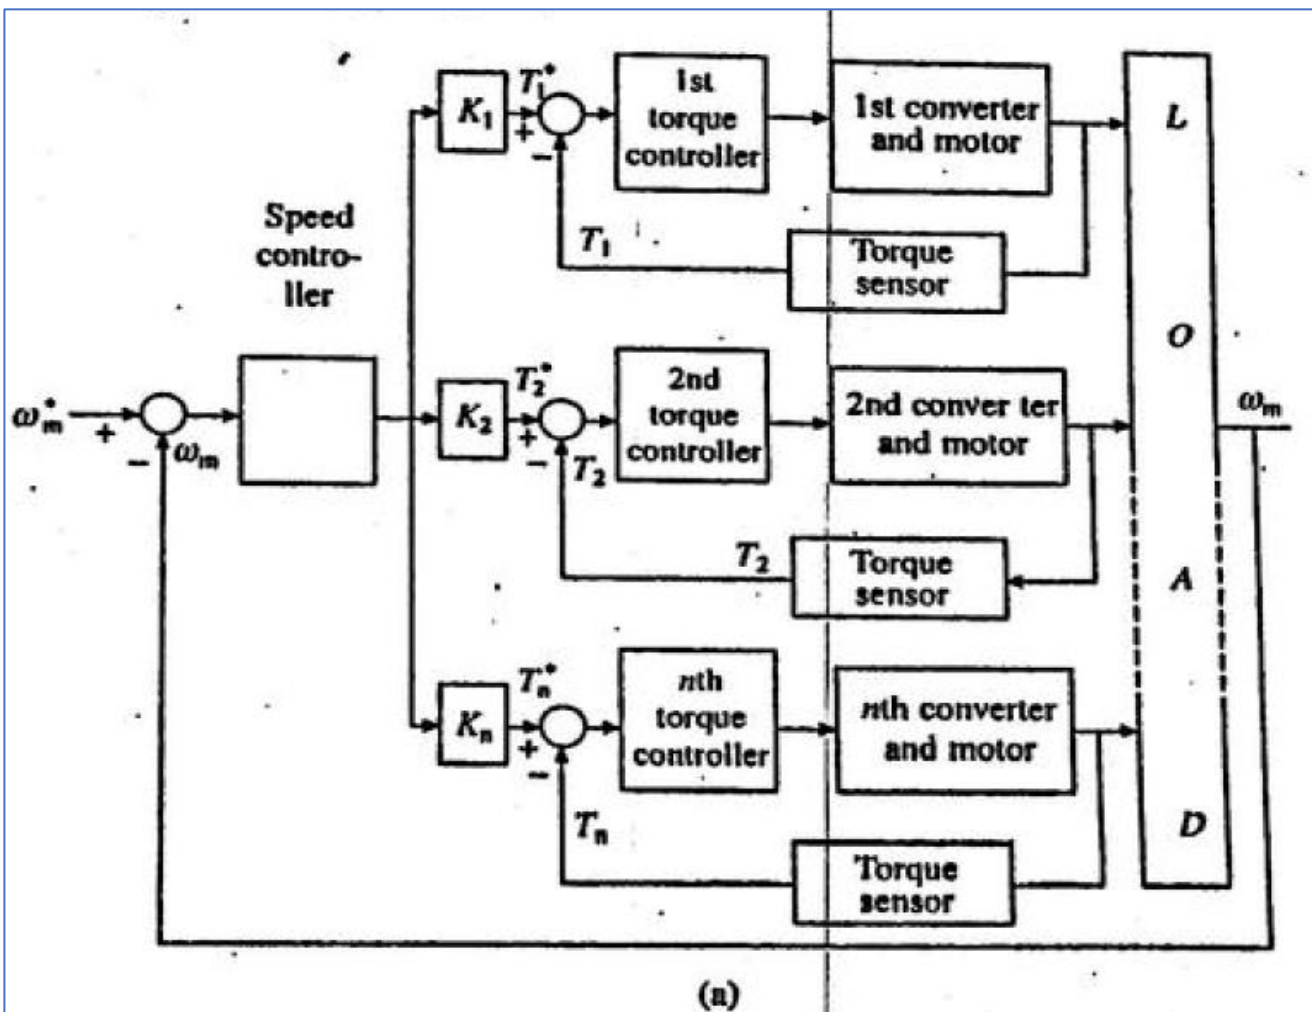 K₁
T₁*
+
−
1st
torque
controller
1st converter
and motor
T₁
Torque
sensor
Speed
contro-
ller
ω*m
+
−
ωm
K₂
T₂*
+
−
T₂
2nd
torque
controller
2nd conver ter
and motor
T₂
Torque
sensor
Kn
Tn*
+
−
nth
torque
controller
nth converter
and motor
Tn
Torque
sensor
L
O
A
D
ωm
(a)